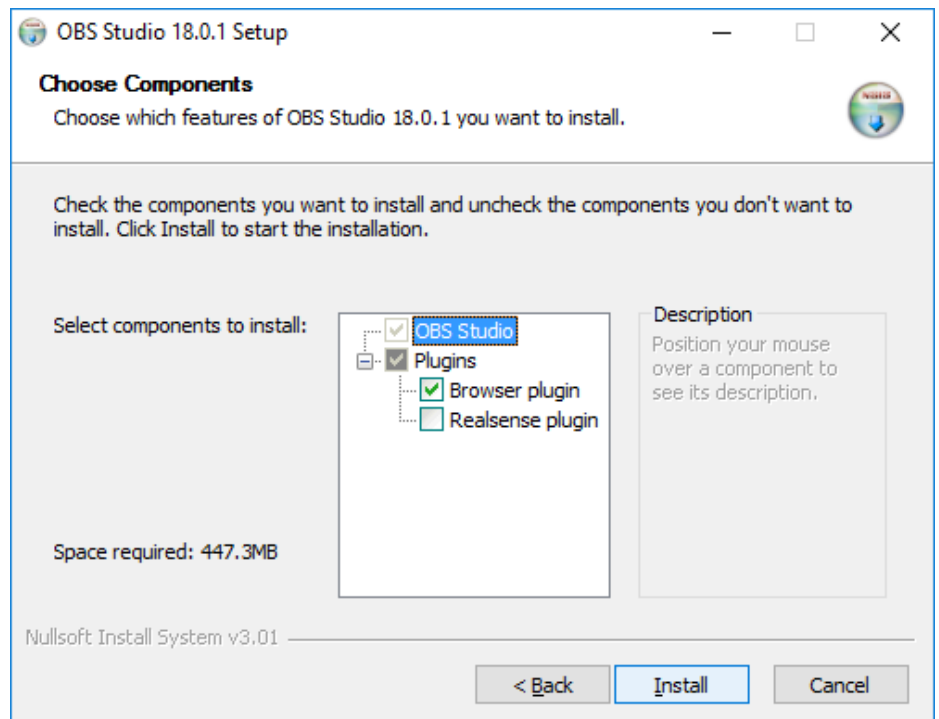 OBS Studio 18.0.1 Setup
Choose Components
Choose which features of OBS Studio 18.0.1 you want to install.
Check the components you want to install and uncheck the components you don't want to
install. Click Install to start the installation.
Select components to install:
OBS Studio
Plugins
Browser plugin
Realsense plugin
Description
Position your mouse
over a component to
see its description.
Space required: 447.3MB
Nullsoft Install System v3.01
< Back
Install
Cancel